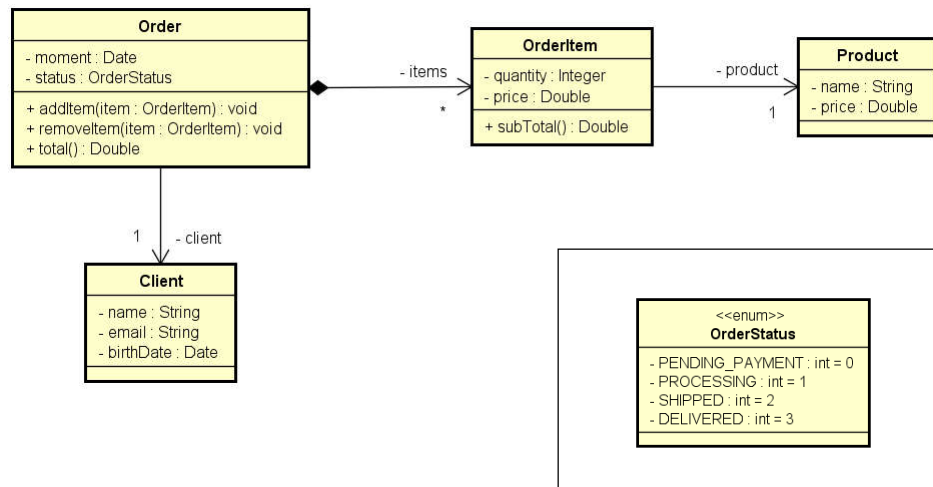 Order
- moment : Date
- status : OrderStatus
+ addItem(item : OrderItem) : void
+ removeItem(item : OrderItem) : void
+ total() : Double
- items
*
OrderItem
- quantity : Integer
- price : Double
+ subTotal() : Double
- product
1
Product
- name : String
- price : Double
1
- client
Client
- name : String
- email : String
- birthDate : Date
<<enum>>
OrderStatus
- PENDING_PAYMENT : int = 0
- PROCESSING : int = 1
- SHIPPED : int = 2
- DELIVERED : int = 3